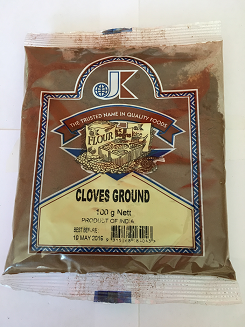 JK
THE TRUSTED NAME IN QUALITY FOODS
FLOUR
CLOVES GROUND
100 g Nett
PRODUCT OF INDIA
BEST BEFORE
10 MAY 2019